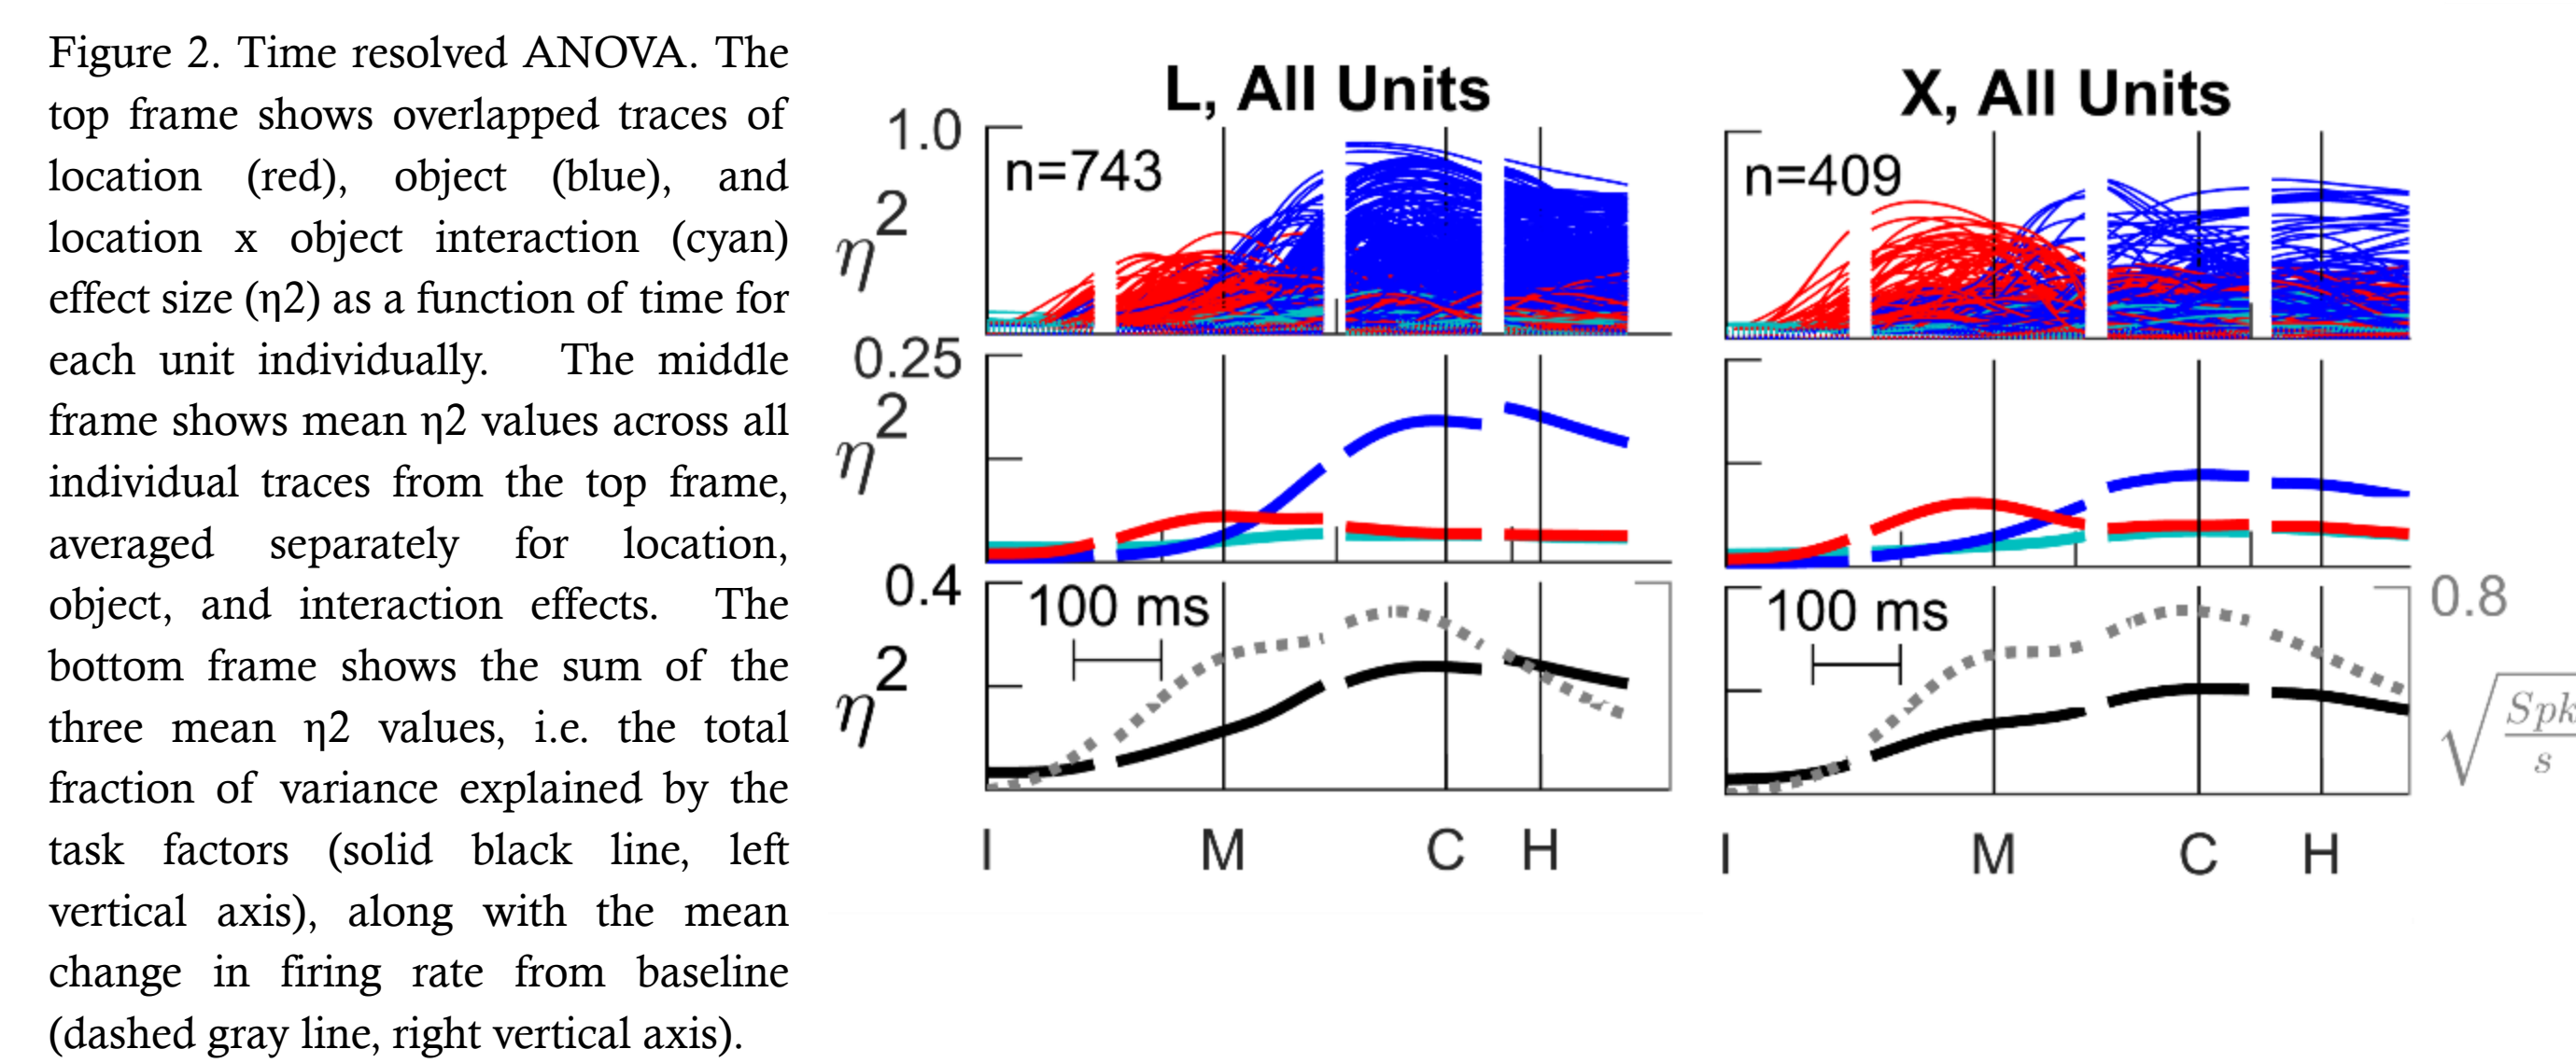 Figure 2. Time resolved ANOVA. The
top frame shows overlapped traces of
location (red), object (blue), and
location x object interaction (cyan)
effect size (η2) as a function of time for
each unit individually. The middle
frame shows mean η2 values across all
individual traces from the top frame,
averaged separately for location,
object, and interaction effects. The
bottom frame shows the sum of the
three mean η2 values, i.e. the total
fraction of variance explained by the
task factors (solid black line, left
vertical axis), along with the mean
change in firing rate from baseline
(dashed gray line, right vertical axis).
L, All Units
1.0
n=743
η2
0.25
η2
0.4
100 ms
η2
I M C H
X, All Units
n=409
100 ms
0.8
√Spk/s
I M C H